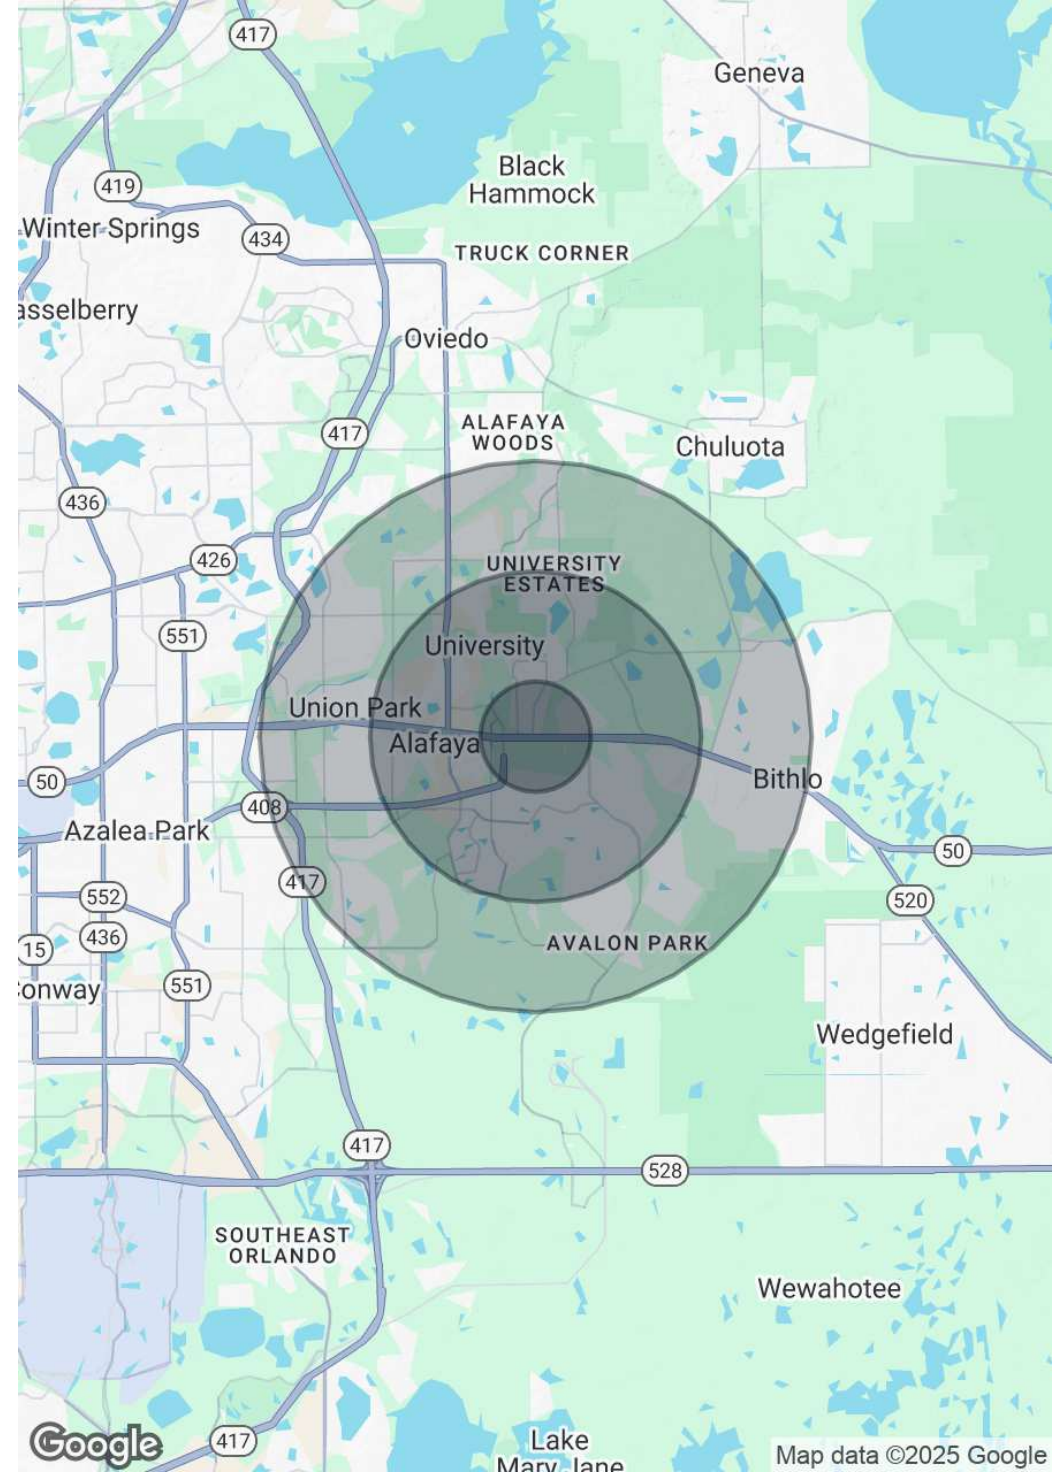 417
Geneva
Black
Hammock
419
Winter Springs
434
TRUCK CORNER
asselberry
Oviedo
ALAFAYA
WOODS
417
Chuluota
436
426
UNIVERSITY
ESTATES
551
University
Union Park
Alafaya
50
Bithlo
408
Azalea Park
50
417
552
520
436
15
AVALON PARK
551
onway
Wedgefield
417
528
SOUTHEAST
ORLANDO
Wewahotee
Google
417
Lake
Mary Jane
Map data ©2025 Google